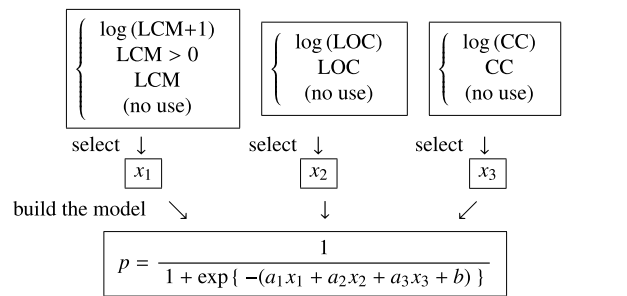 log (LCM+1)
LCM > 0
LCM
(no use)
log (LOC)
LOC
(no use)
log (CC)
CC
(no use)
select ↓ select ↓ select ↓
x₁ x₂ x₃
build the model ↘ ↓ ↙
p = 1 / 1 + exp { −(a₁x₁ + a₂x₂ + a₃x₃ + b) }